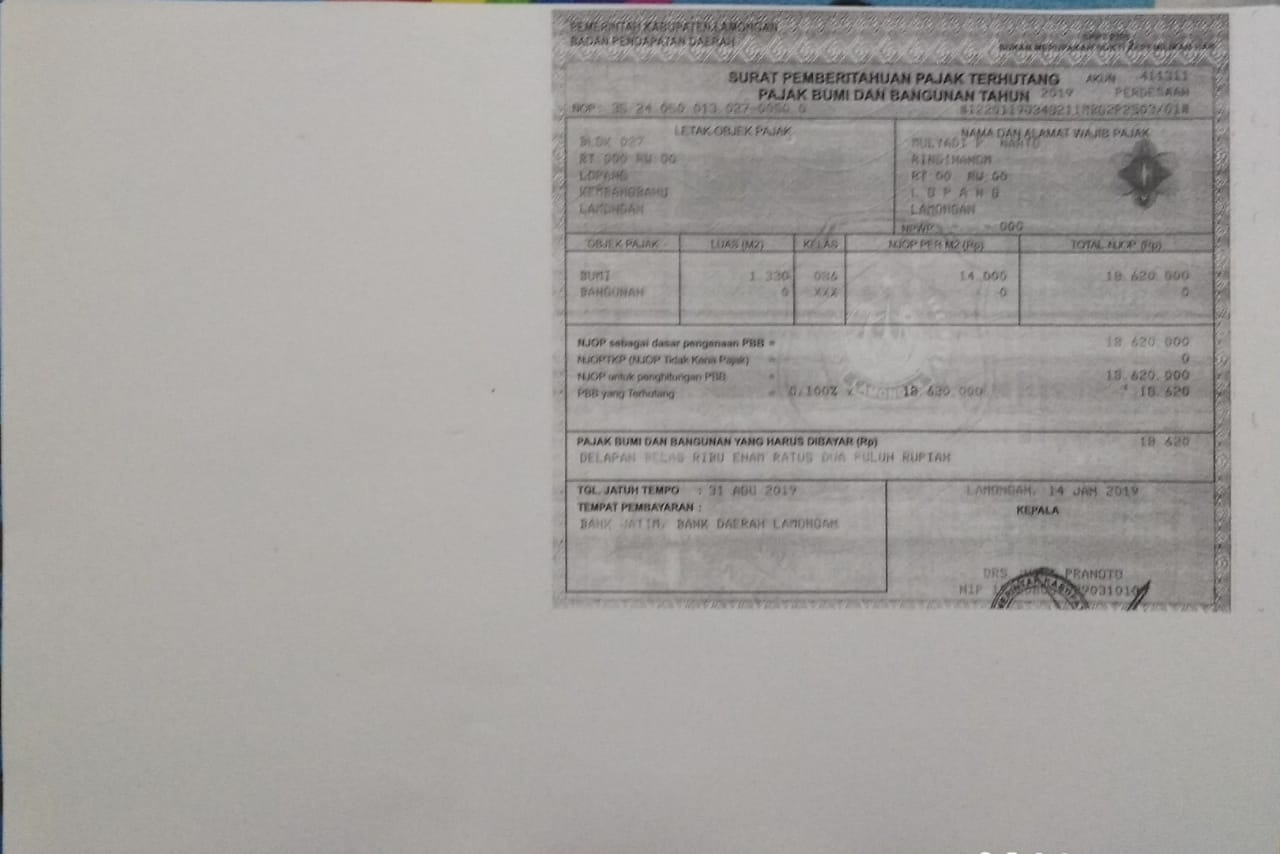 PEMERINTAH KABUPATEN LAMONGAN
BADAN PENDAPATAN DAERAH
BUKAN MERUPAKAN BUKTI KEPEMILIKAN HAK
SURAT PEMBERITAHUAN PAJAK TERHUTANG AKUN 411311
PAJAK BUMI DAN BANGUNAN TAHUN 2019 PERDESAAN
NOP: 35 24 060 013 027-0050 0
LETAK OBJEK PAJAK
BLOK 027
RT 000 RW 00
LOPANG
KEMBANGBAHU
LAMONGAN
NAMA DAN ALAMAT WAJIB PAJAK
MULYADI P WARTO
RT 00 RW 00
L O P A N G
LAMONGAN
NPWP : - 000
OBJEK PAJAK LUAS (M2) KELAS NJOP PER M2 (Rp) TOTAL NJOP (Rp)
BUMI 1.330 086 14.000 18.620.000
BANGUNAN 0 XXX 0 0
NJOP sebagai dasar pengenaan PBB = 18.620.000
NJOPTKP (NJOP Tidak Kena Pajak) = 0
NJOP untuk penghitungan PBB = 18.620.000
PBB yang Terhutang = 0,100% x 18.620.000 18.620
PAJAK BUMI DAN BANGUNAN YANG HARUS DIBAYAR (Rp) 18.620
DELAPAN BELAS RIBU ENAM RATUS DUA PULUH RUPIAH
TGL. JATUH TEMPO : 31 AGU 2019
TEMPAT PEMBAYARAN :
BANK JATIM, BANK DAERAH LAMONGAN
LAMONGAN, 14 JAN 2019
KEPALA
DRS PRANOTO
NIP